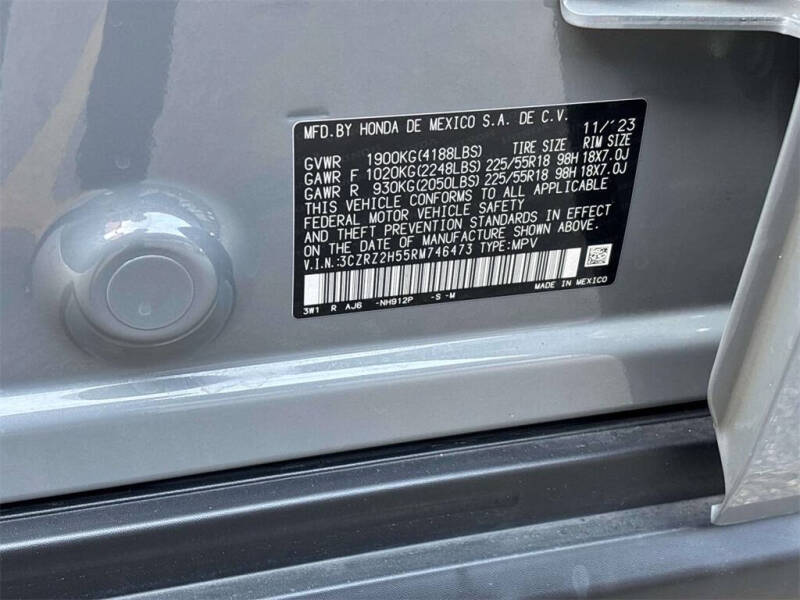 MFD.BY HONDA DE MEXICO S.A. DE C.V. 11/´23
TIRE SIZE RIM SIZE
GVWR 1900KG(4188LBS)
GAWR F 1020KG(2248LBS) 225/55R18 98H 18X7.0J
GAWR R 930KG(2050LBS) 225/55R18 98H 18X7.0J
THIS VEHICLE CONFORMS TO ALL APPLICABLE
FEDERAL MOTOR VEHICLE SAFETY
AND THEFT PREVENTION STANDARDS IN EFFECT
ON THE DATE OF MANUFACTURE SHOWN ABOVE.
V.I.N.:3CZRZ2H55RM746473 TYPE:MPV
MADE IN MEXICO
3W1 R AJ6 -NH912P -S -M